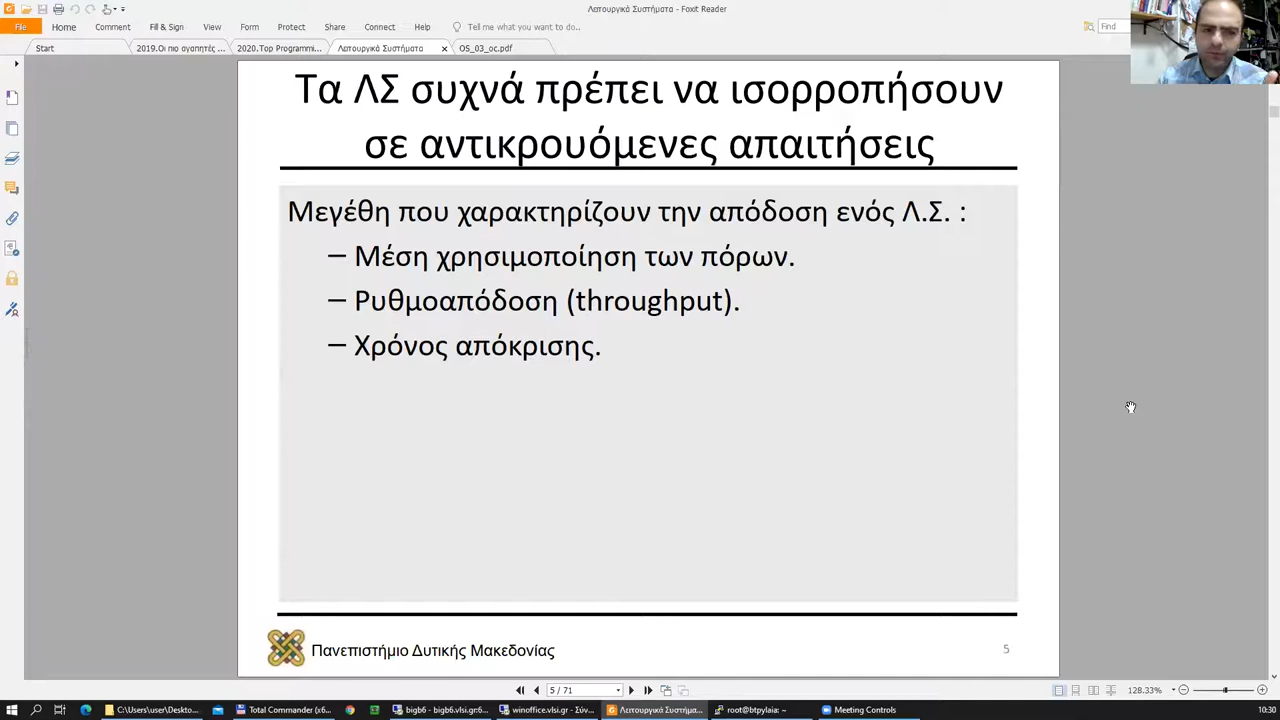 Λειτουργικά Συστήματα - Foxit Reader
File Home Comment Fill & Sign View Form Protect Share Connect Help Tell me what you want to do...
Find
Start 2019.Οι πιο αγαπητές ... 2020.Top Programmi... Λειτουργικά Συστήματα OS_03_oc.pdf
Τα ΛΣ συχνά πρέπει να ισορροπήσουν
σε αντικρουόμενες απαιτήσεις
Μεγέθη που χαρακτηρίζουν την απόδοση ενός Λ.Σ. :
– Μέση χρησιμοποίηση των πόρων.
– Ρυθμοαπόδοση (throughput).
– Χρόνος απόκρισης.
Πανεπιστήμιο Δυτικής Μακεδονίας
5
5 / 71
128.33%
C:\Users\user\Deskto... Total Commander (x6... bigb6 - bigb6.vlsi.gr:6... winoffice.vlsi.gr - Σύν... Λειτουργικά Συστήμα... root@btpylaia: ~ Meeting Controls 10:30